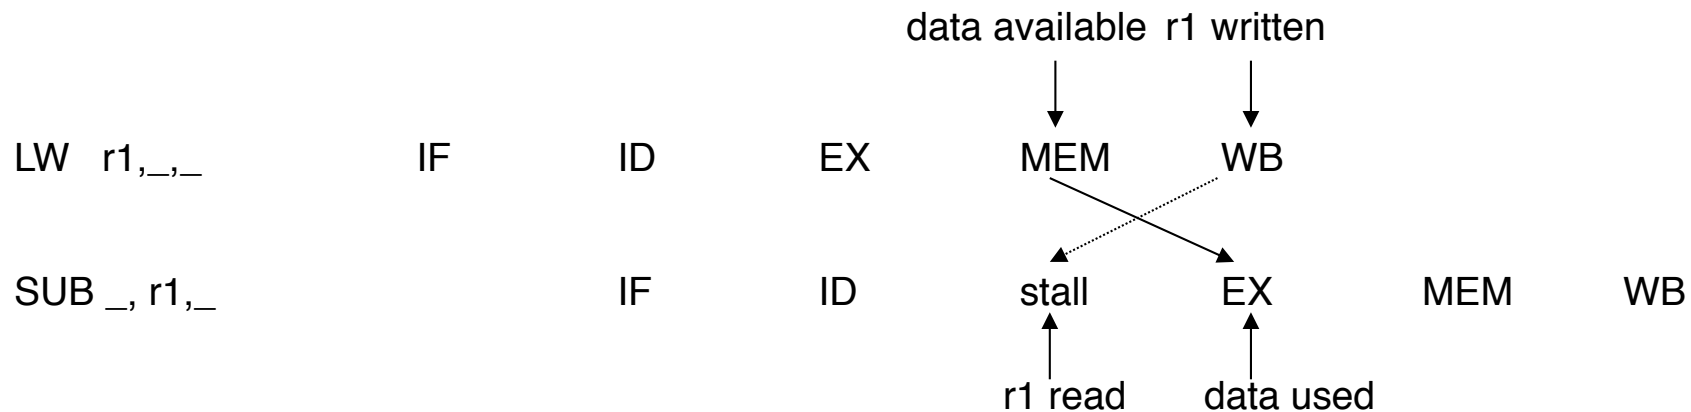 data available r1 written
LW r1,_,_ IF ID EX MEM WB
SUB _, r1,_ IF ID stall EX MEM WB
r1 read data used